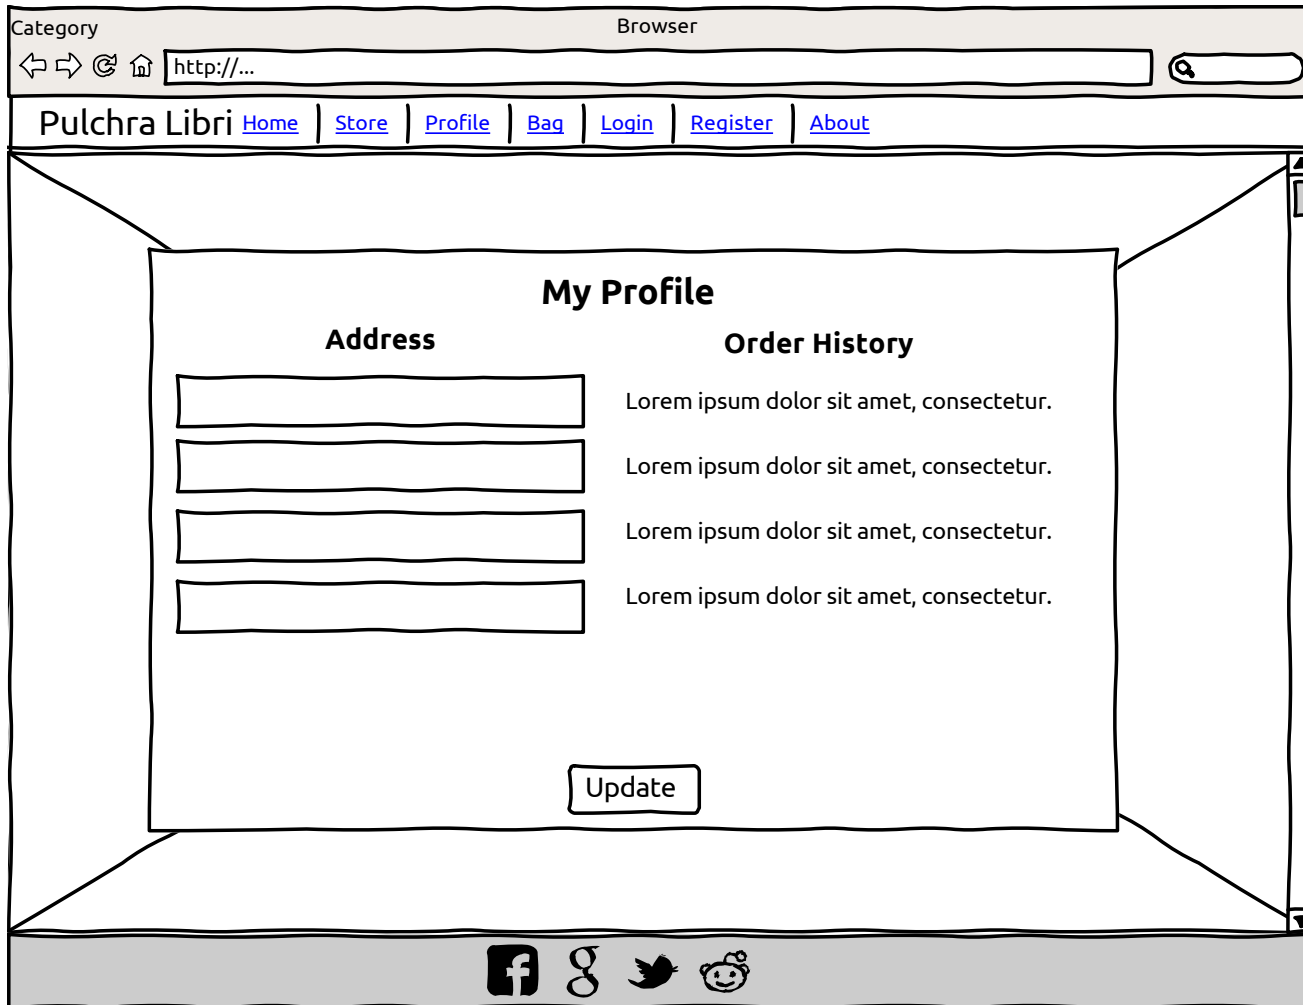 Category
Browser
http://...
Pulchra Libri Home Store Profile Bag Login Register About
My Profile
Address
Order History
Lorem ipsum dolor sit amet, consectetur.
Lorem ipsum dolor sit amet, consectetur.
Lorem ipsum dolor sit amet, consectetur.
Lorem ipsum dolor sit amet, consectetur.
Update